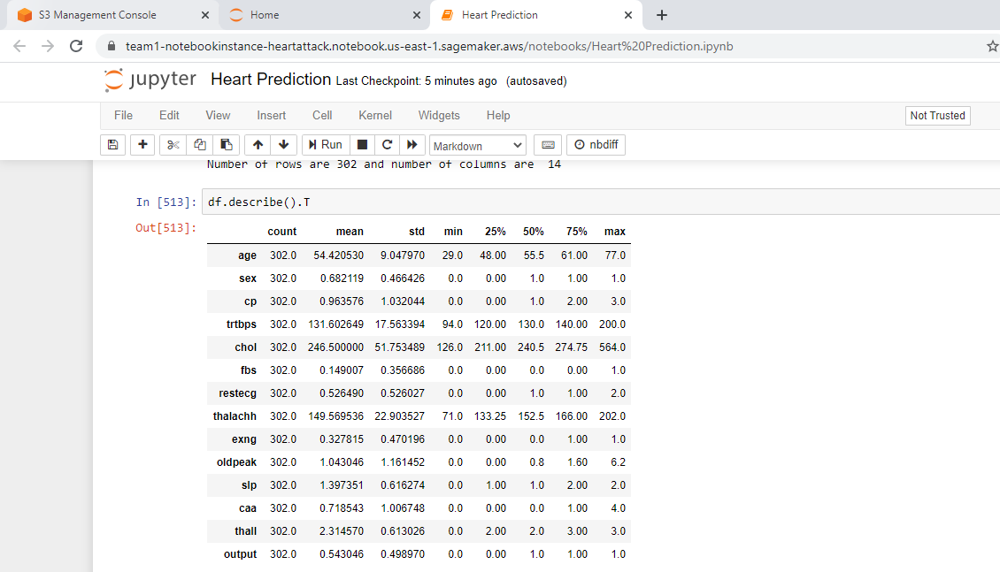 S3 Management Console
Home
Heart Prediction
team1-notebookinstance-heartattack.notebook.us-east-1.sagemaker.aws/notebooks/Heart%20Prediction.ipynb
jupyter Heart Prediction Last Checkpoint: 5 minutes ago (autosaved)
File Edit View Insert Cell Kernel Widgets Help Not Trusted
Run Markdown nbdiff
Number of rows are 302 and number of columns are 14
In [513]: df.describe().T
Out[513]:
count mean std min 25% 50% 75% max
age 302.0 54.420530 9.047970 29.0 48.00 55.5 61.00 77.0
sex 302.0 0.682119 0.466426 0.0 0.00 1.0 1.00 1.0
cp 302.0 0.963576 1.032044 0.0 0.00 1.0 2.00 3.0
trtbps 302.0 131.602649 17.563394 94.0 120.00 130.0 140.00 200.0
chol 302.0 246.500000 51.753489 126.0 211.00 240.5 274.75 564.0
fbs 302.0 0.149007 0.356686 0.0 0.00 0.0 0.00 1.0
restecg 302.0 0.526490 0.526027 0.0 0.00 1.0 1.00 2.0
thalachh 302.0 149.569536 22.903527 71.0 133.25 152.5 166.00 202.0
exng 302.0 0.327815 0.470196 0.0 0.00 0.0 1.00 1.0
oldpeak 302.0 1.043046 1.161452 0.0 0.00 0.8 1.60 6.2
slp 302.0 1.397351 0.616274 0.0 1.00 1.0 2.00 2.0
caa 302.0 0.718543 1.006748 0.0 0.00 0.0 1.00 4.0
thall 302.0 2.314570 0.613026 0.0 2.00 2.0 3.00 3.0
output 302.0 0.543046 0.498970 0.0 0.00 1.0 1.00 1.0